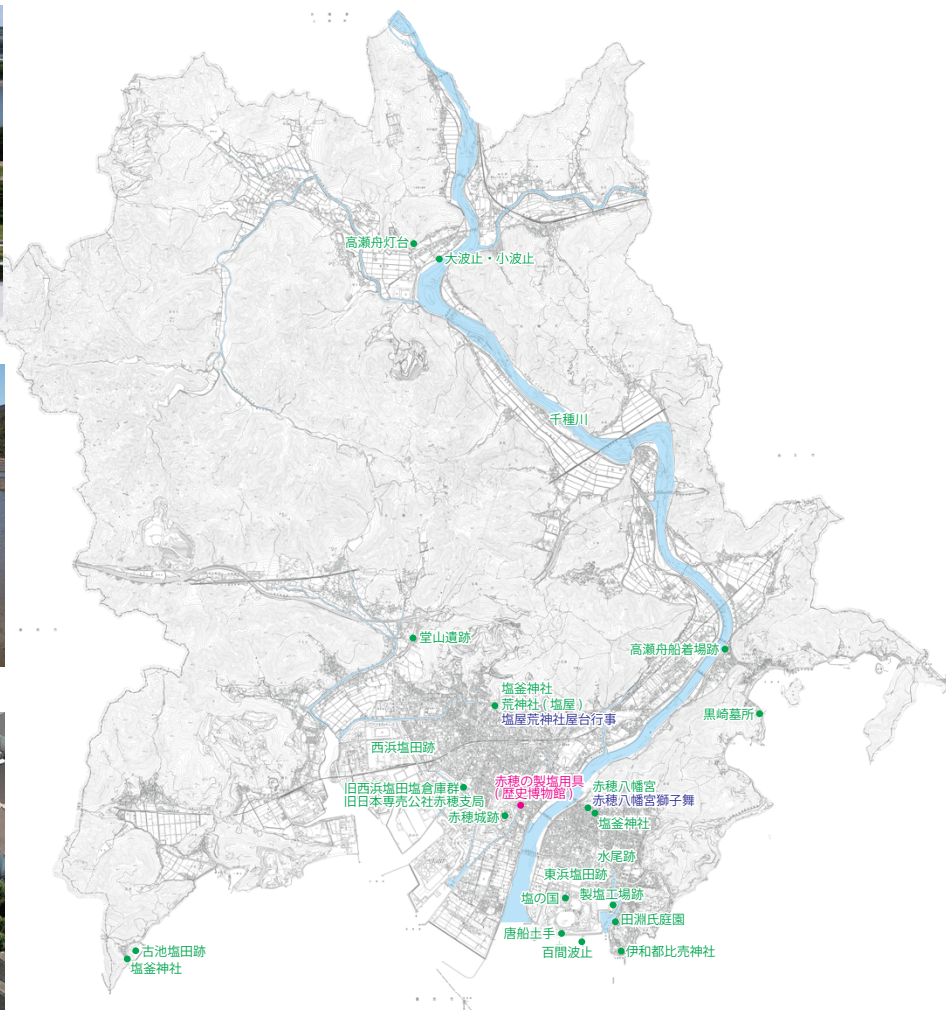 高瀬舟灯台
大波止・小波止
千種川
堂山遺跡
高瀬舟船着場跡
塩釜神社
荒神社(塩屋)
塩屋荒神社屋台行事
黒崎墓所
西浜塩田跡
赤穂の製塩用具
(歴史博物館)
旧西浜塩田塩倉庫群
旧日本専売公社赤穂支局
赤穂城跡
赤穂八幡宮
赤穂八幡宮獅子舞
塩釜神社
水尾跡
東浜塩田跡
塩の国
製塩工場跡
田淵氏庭園
唐船土手
百間波止
伊和都比売神社
古池塩田跡
塩釜神社